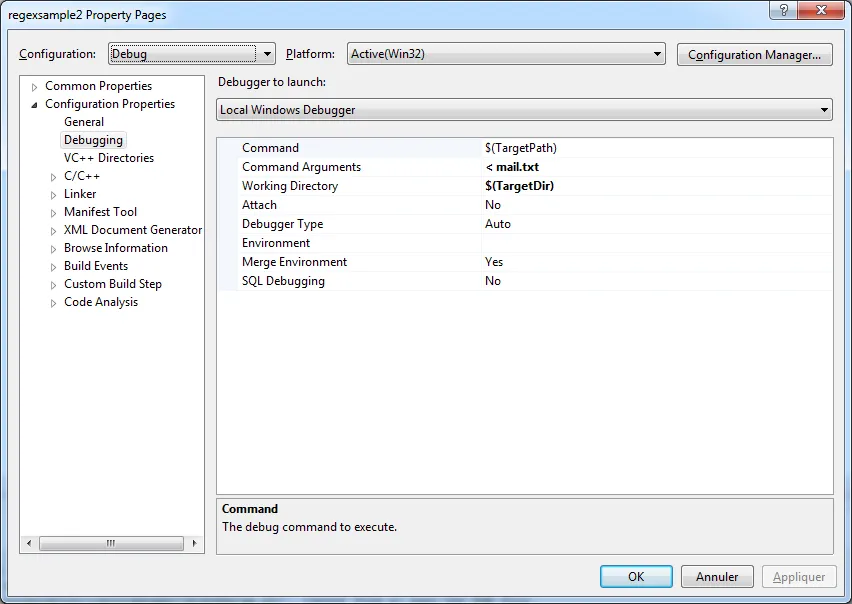 regexsample2 Property Pages
Configuration: Debug Platform: Active(Win32) Configuration Manager...
Common Properties
Configuration Properties
General
Debugging
VC++ Directories
C/C++
Linker
Manifest Tool
XML Document Generator
Browse Information
Build Events
Custom Build Step
Code Analysis
Debugger to launch:
Local Windows Debugger
Command $(TargetPath)
Command Arguments < mail.txt
Working Directory $(TargetDir)
Attach No
Debugger Type Auto
Environment
Merge Environment Yes
SQL Debugging No
Command
The debug command to execute.
OK Annuler Appliquer